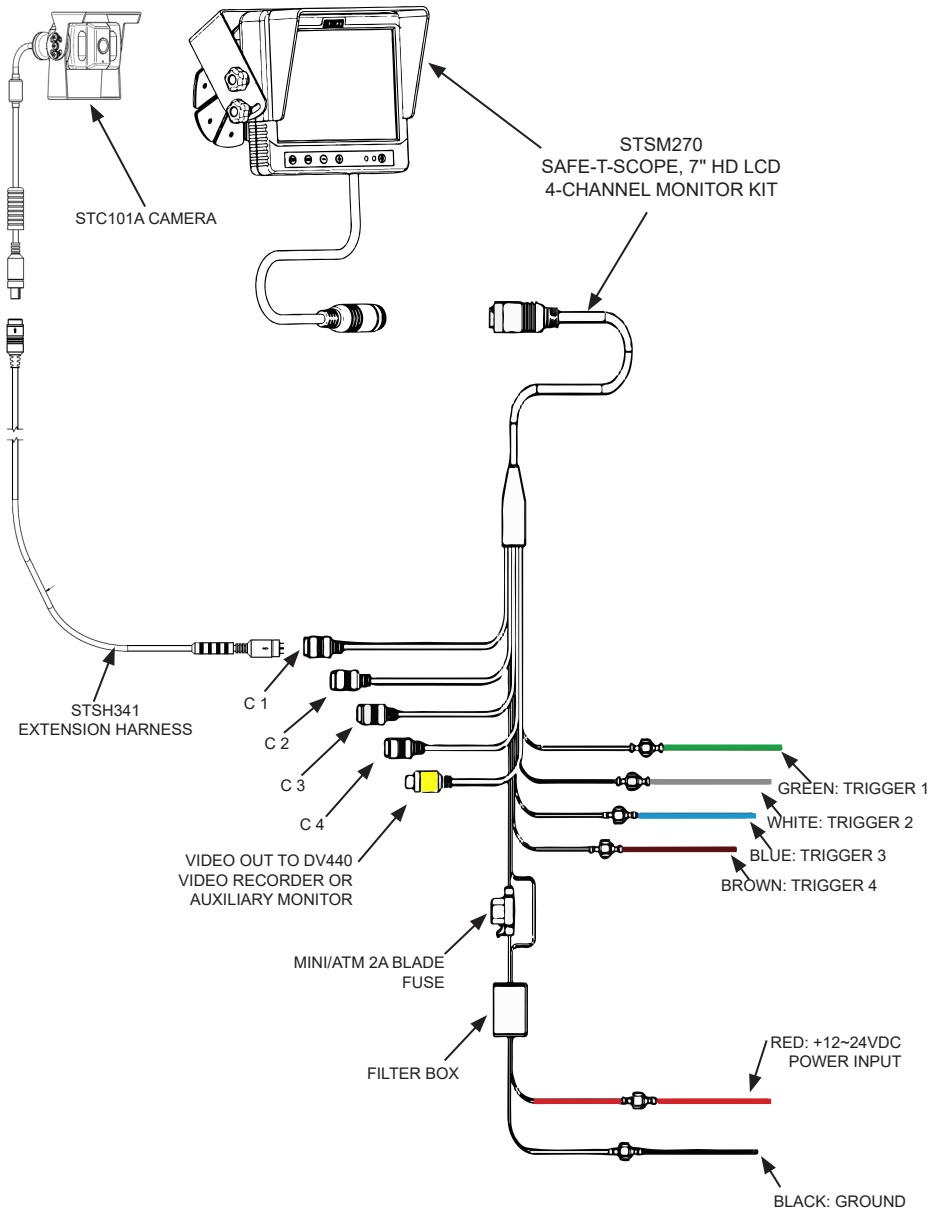 STSM270
SAFE-T-SCOPE, 7" HD LCD
4-CHANNEL MONITOR KIT
STC101A CAMERA
STSH341
EXTENSION HARNESS
C 1
C 2
C 3
C 4
VIDEO OUT TO DV440
VIDEO RECORDER OR
AUXILIARY MONITOR
GREEN: TRIGGER 1
WHITE: TRIGGER 2
BLUE: TRIGGER 3
BROWN: TRIGGER 4
MINI/ATM 2A BLADE
FUSE
FILTER BOX
RED: +12~24VDC
POWER INPUT
BLACK: GROUND